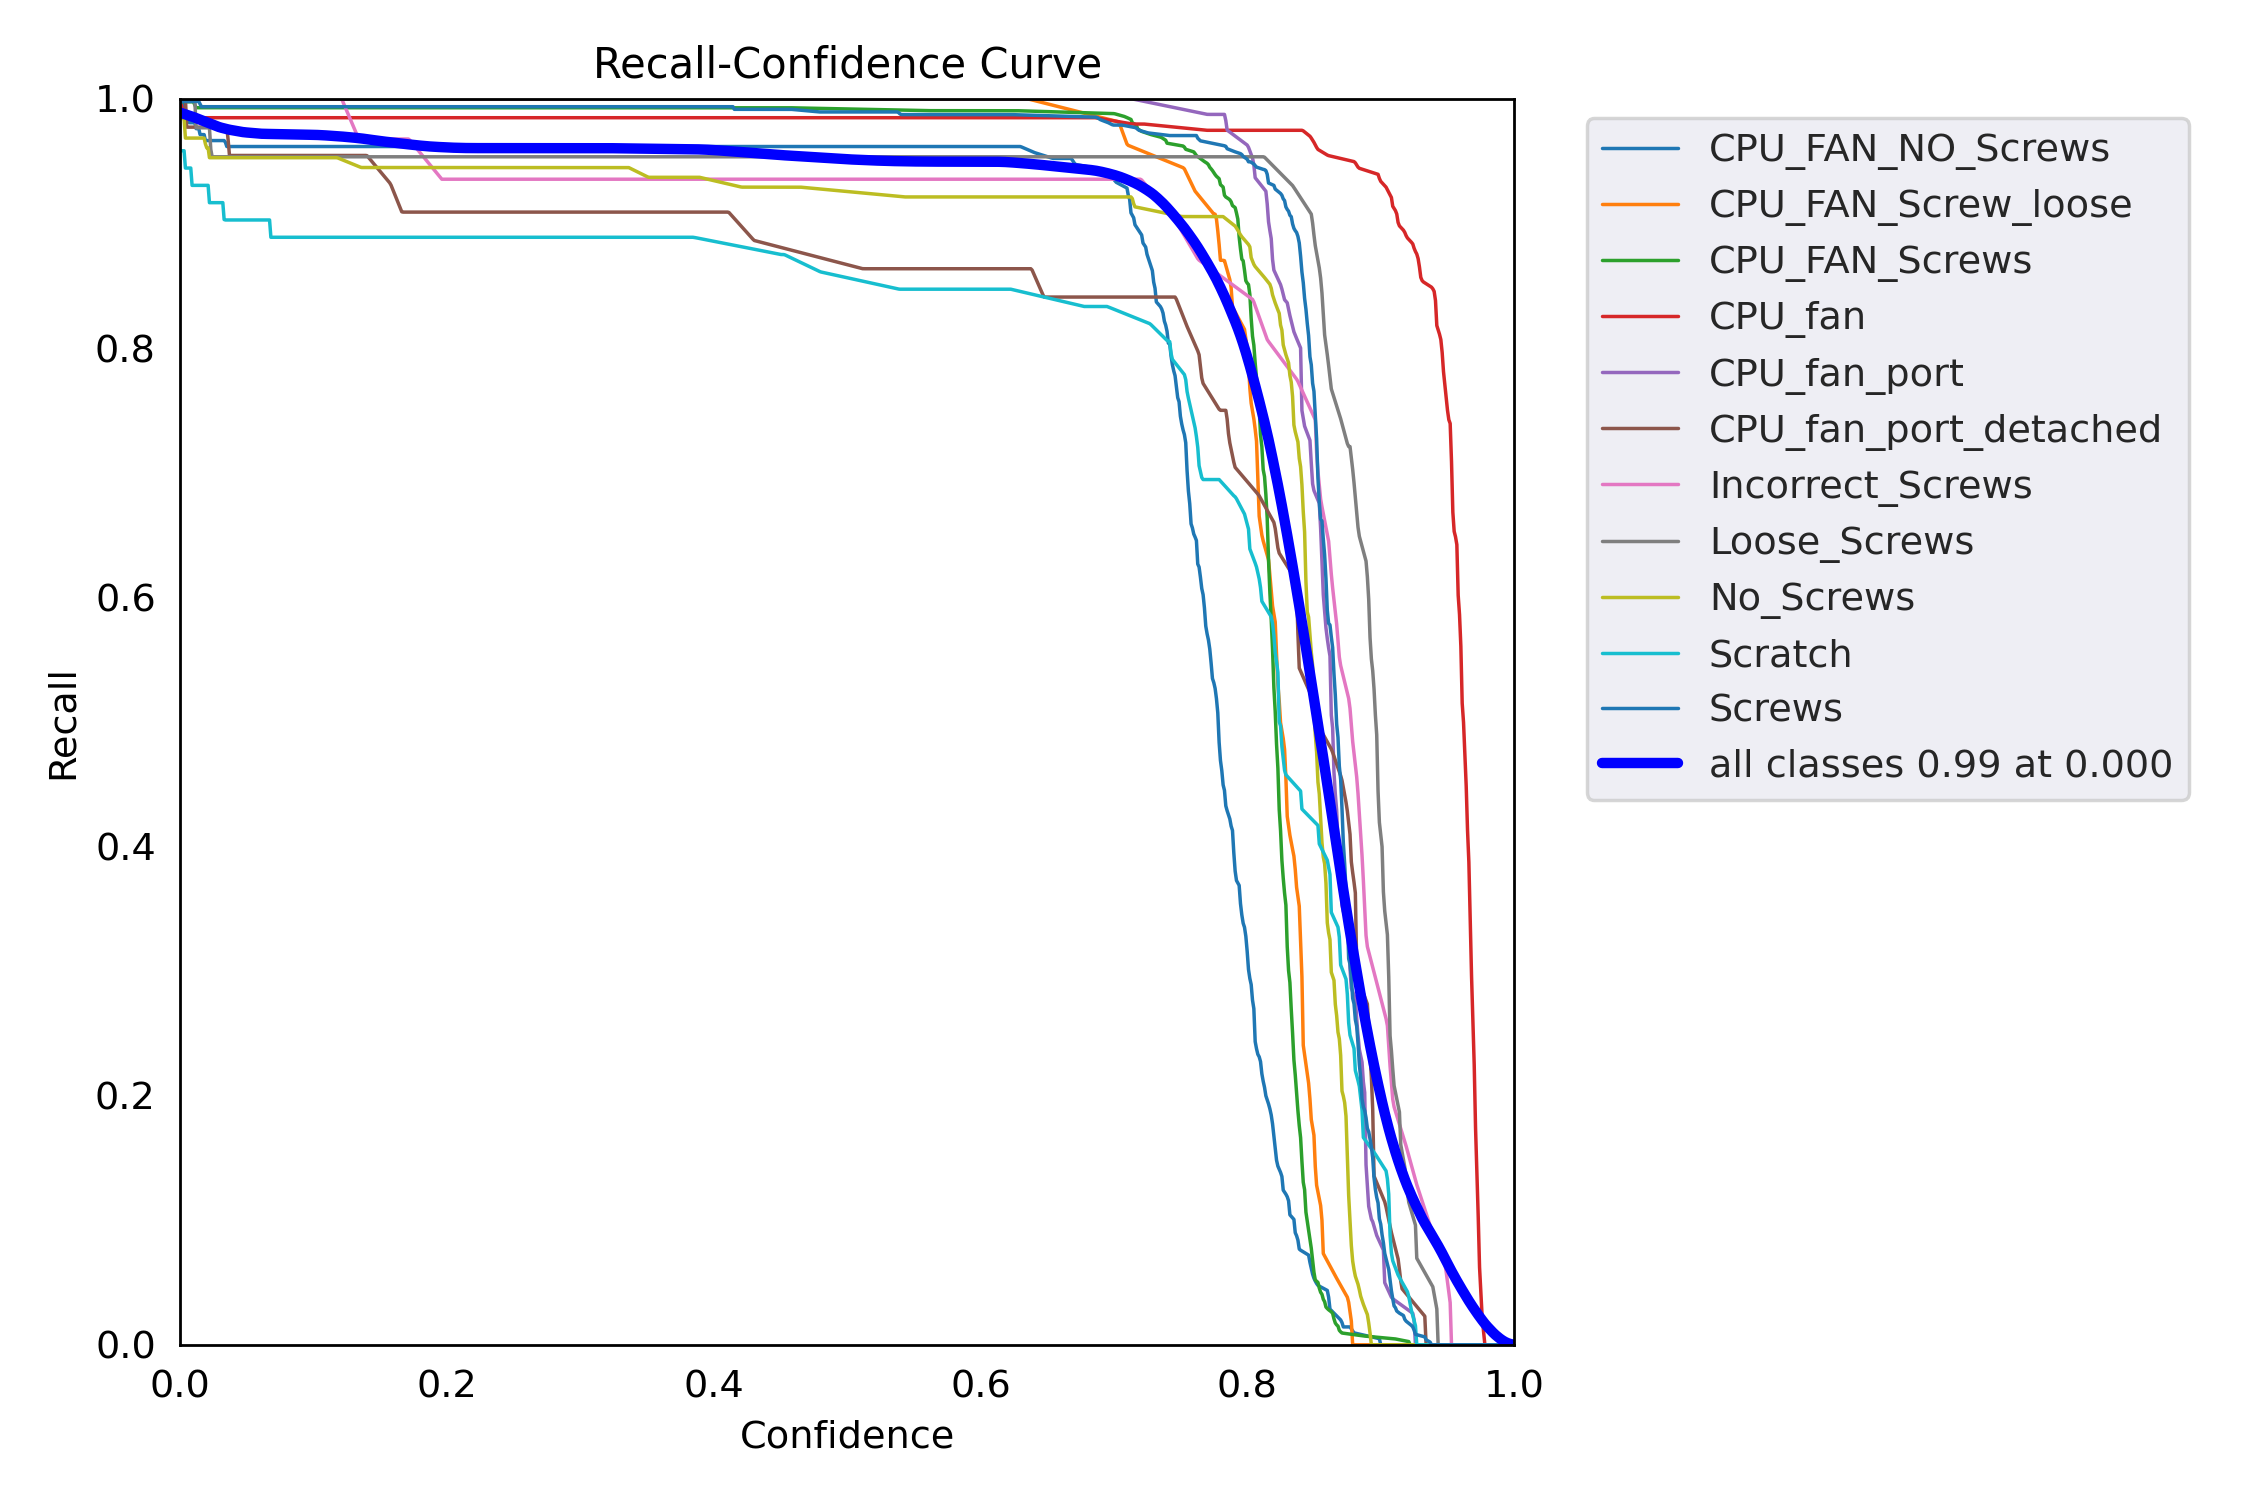 Recall-Confidence Curve
1.0
0.8
0.6
0.4
0.2
0.0
Recall
0.0 0.2 0.4 0.6 0.8 1.0
Confidence
CPU_FAN_NO_Screws
CPU_FAN_Screw_loose
CPU_FAN_Screws
CPU_fan
CPU_fan_port
CPU_fan_port_detached
Incorrect_Screws
Loose_Screws
No_Screws
Scratch
Screws
all classes 0.99 at 0.000